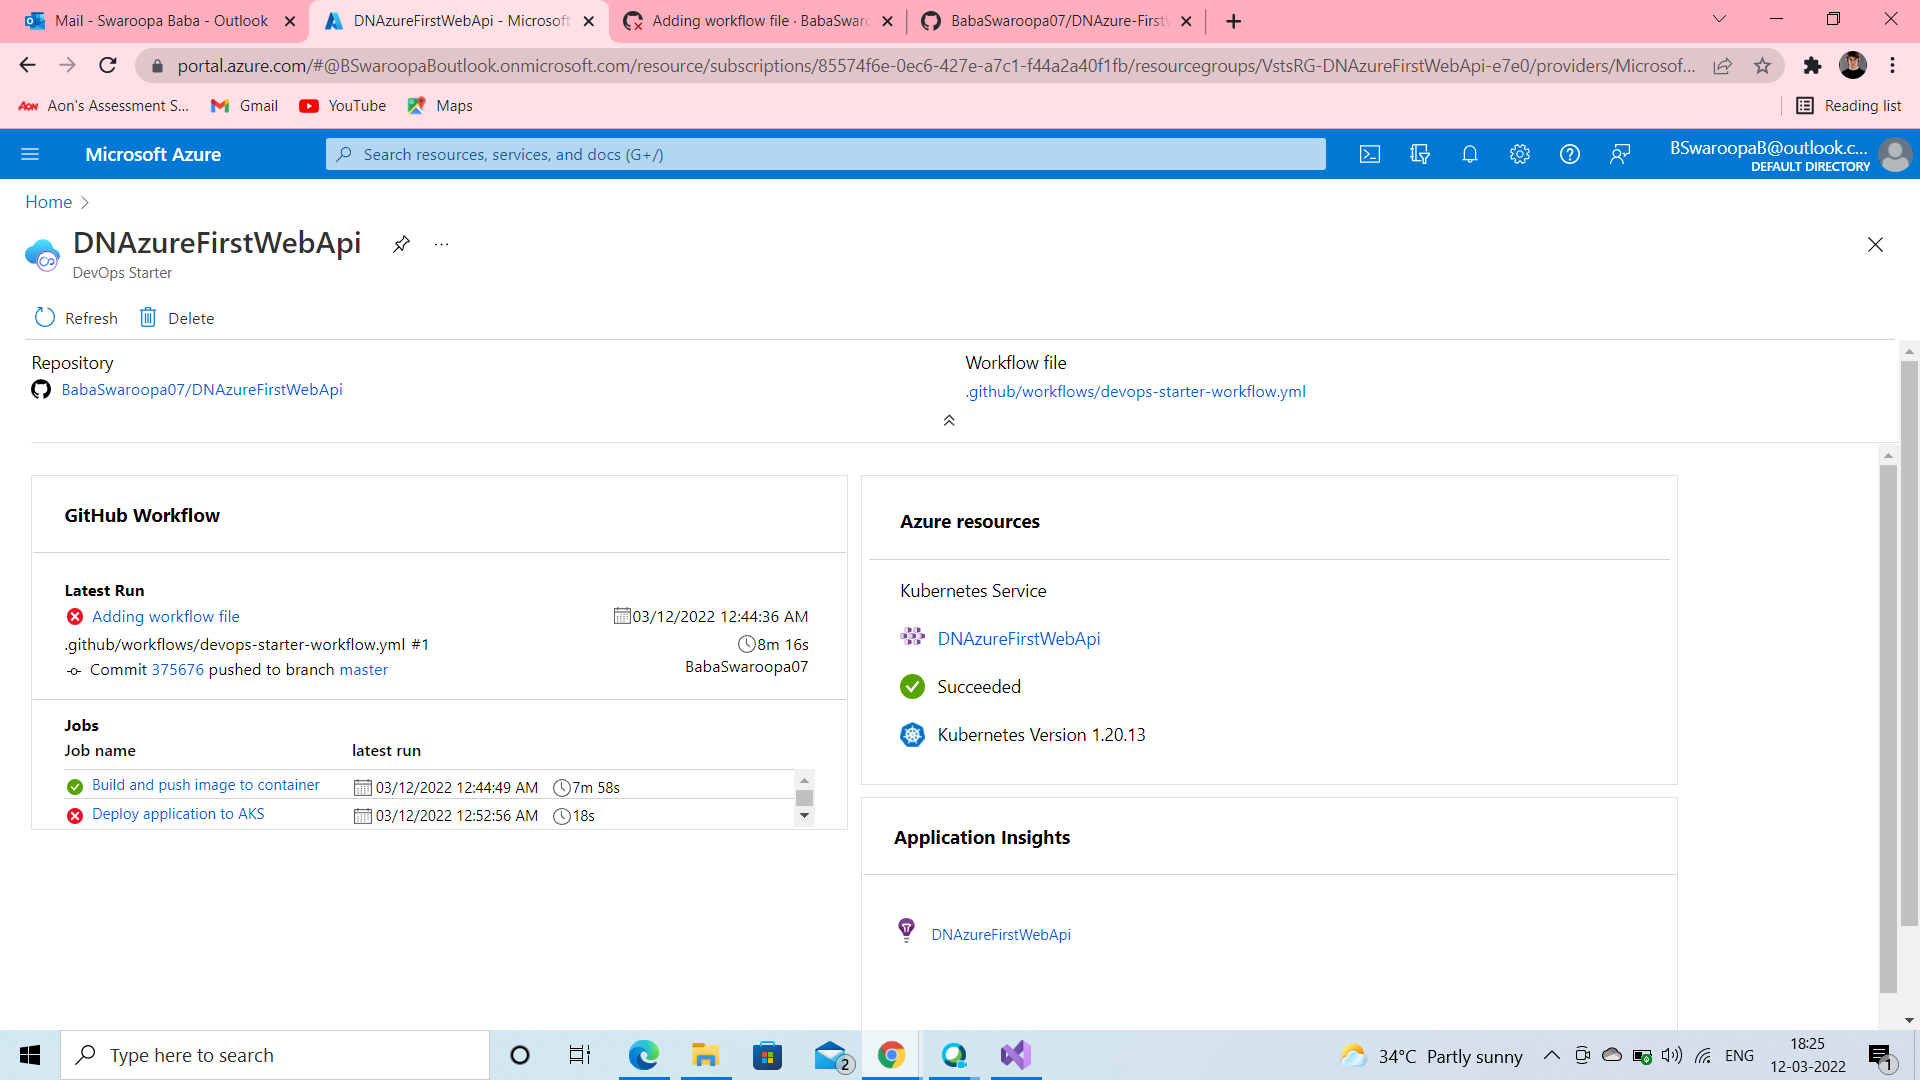 Mail - Swaroopa Baba - Outlook
DNAzureFirstWebApi - Microsoft
Adding workflow file · BabaSwaro
BabaSwaroopa07/DNAzure-First
portal.azure.com/#@BSwaroopaBoutlook.onmicrosoft.com/resource/subscriptions/85574f6e-0ec6-427e-a7c1-f44a2a40f1fb/resourcegroups/VstsRG-DNAzureFirstWebApi-e7e0/providers/Microsof...
Aon Aon's Assessment S...
Gmail
YouTube
Maps
Reading list
Microsoft Azure
Search resources, services, and docs (G+/)
BSwaroopaB@outlook.c...
DEFAULT DIRECTORY
Home
DNAzureFirstWebApi
DevOps Starter
Refresh
Delete
Repository
BabaSwaroopa07/DNAzureFirstWebApi
Workflow file
.github/workflows/devops-starter-workflow.yml
GitHub Workflow
Latest Run
Adding workflow file
03/12/2022 12:44:36 AM
.github/workflows/devops-starter-workflow.yml #1
8m 16s
Commit 375676 pushed to branch master
BabaSwaroopa07
Jobs
Job name
latest run
Build and push image to container
03/12/2022 12:44:49 AM
7m 58s
Deploy application to AKS
03/12/2022 12:52:56 AM
18s
Azure resources
Kubernetes Service
DNAzureFirstWebApi
Succeeded
Kubernetes Version 1.20.13
Application Insights
DNAzureFirstWebApi
Type here to search
2
34°C Partly sunny
ENG
18:25
12-03-2022
1